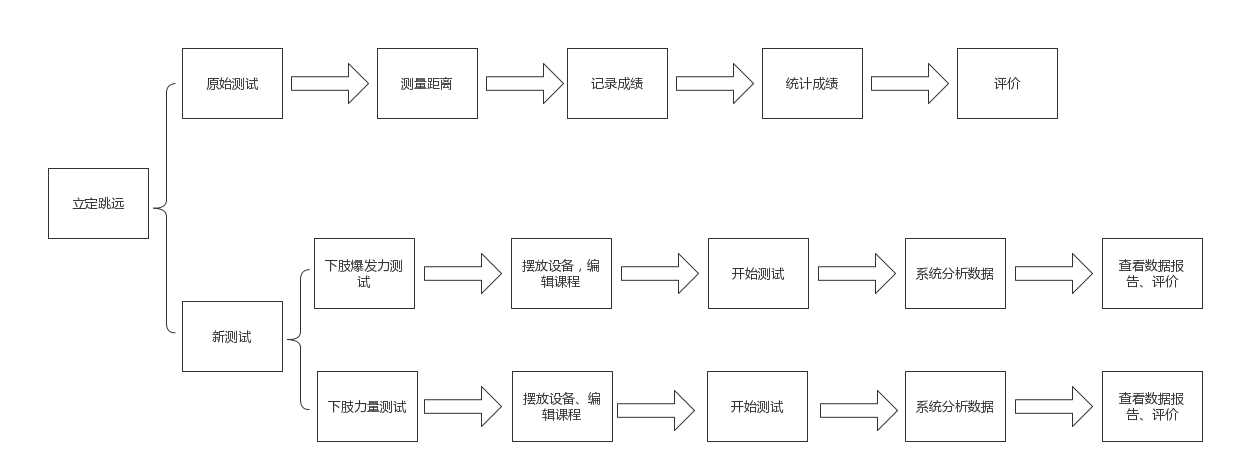 原始测试
测量距离
记录成绩
统计成绩
评价
立定跳远
下肢爆发力测
试
摆放设备，编
辑课程
开始测试
系统分析数据
查看数据报
告、评价
新测试
下肢力量测试
摆放设备、编
辑课程
开始测试
系统分析数据
查看数据报
告、评价